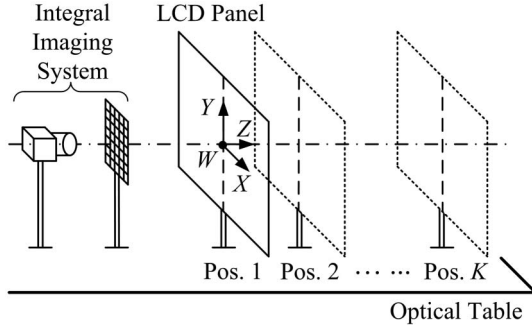 Integral
Imaging
System
LCD Panel
Y
Z
W
X
Pos. 1
Pos. 2
... ...
Pos. K
Optical Table